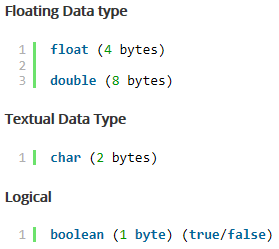 Floating Data type
1 float (4 bytes)
2
3 double (8 bytes)
Textual Data Type
1 char (2 bytes)
Logical
1 boolean (1 byte) (true/false)